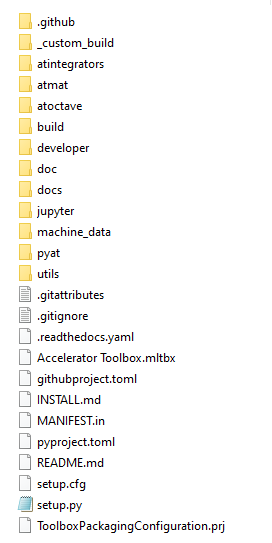 .github
_custom_build
atintegrators
atmat
atoctave
build
developer
doc
docs
jupyter
machine_data
pyat
utils
.gitattributes
.gitignore
.readthedocs.yaml
Accelerator Toolbox.mltbx
githubproject.toml
INSTALL.md
MANIFEST.in
pyproject.toml
README.md
setup.cfg
setup.py
ToolboxPackagingConfiguration.prj